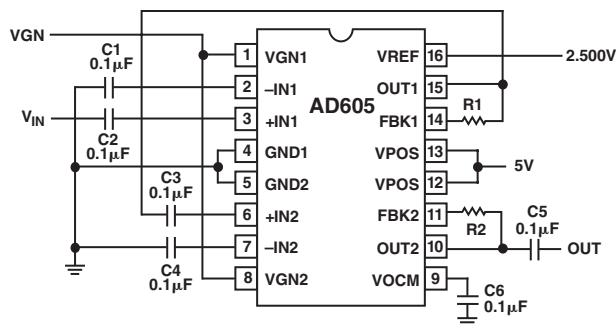 VGN
C1
0.1μF
VIN
C2
0.1μF
C3
0.1μF
C4
0.1μF
AD605
1 VGN1
2 –IN1
3 +IN1
4 GND1
5 GND2
6 +IN2
7 –IN2
8 VGN2
VREF 16
OUT1 15
FBK1 14
VPOS 13
VPOS 12
FBK2 11
OUT2 10
VOCM 9
2.500V
R1
5V
R2
C5
0.1μF
OUT
C6
0.1μF